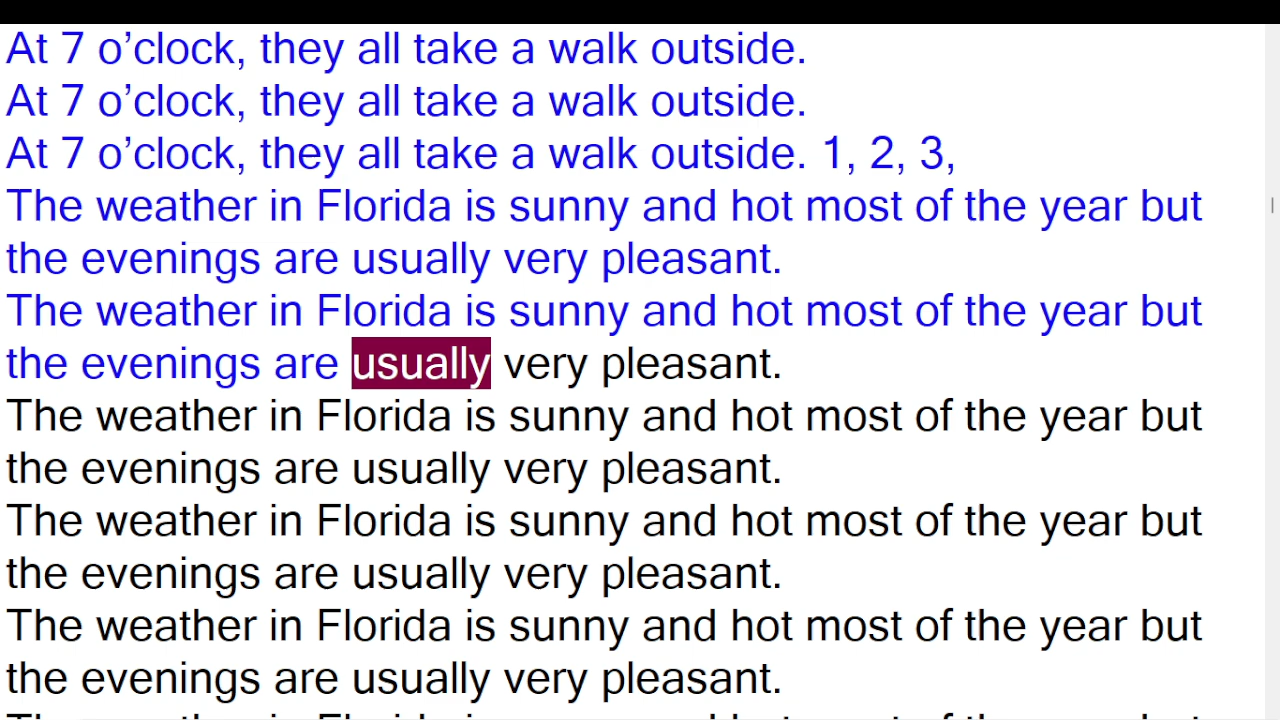 At 7 o’clock, they all take a walk outside.
At 7 o’clock, they all take a walk outside.
At 7 o’clock, they all take a walk outside. 1, 2, 3,
The weather in Florida is sunny and hot most of the year but
the evenings are usually very pleasant.
The weather in Florida is sunny and hot most of the year but
the evenings are usually very pleasant.
The weather in Florida is sunny and hot most of the year but
the evenings are usually very pleasant.
The weather in Florida is sunny and hot most of the year but
the evenings are usually very pleasant.
The weather in Florida is sunny and hot most of the year but
the evenings are usually very pleasant.